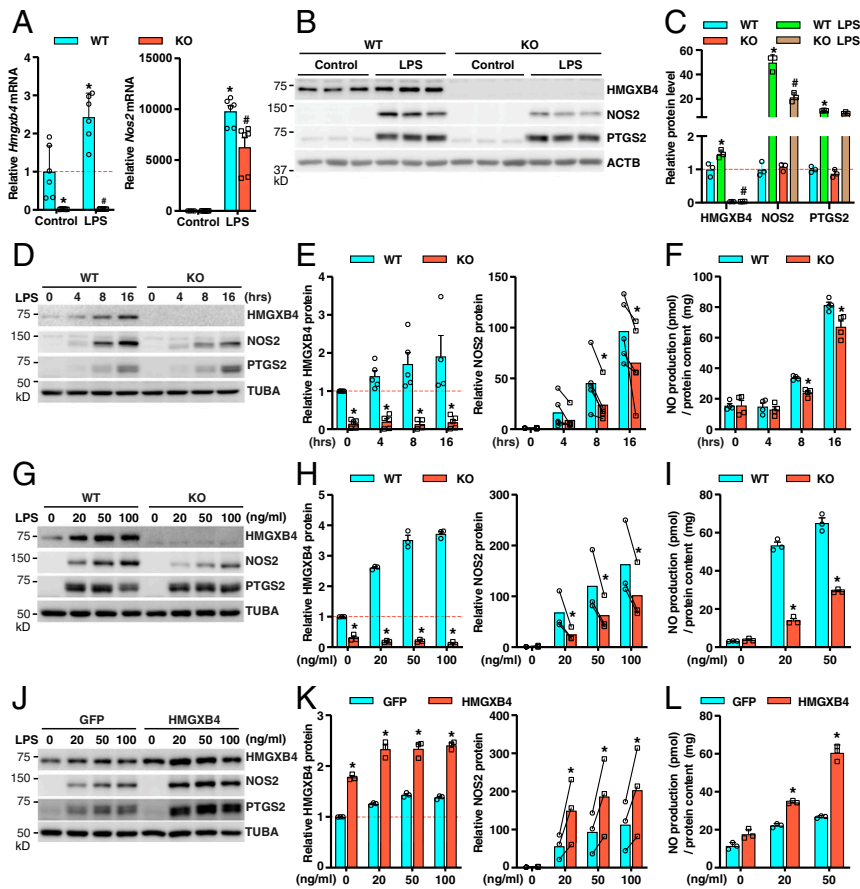 A
WT
KO
Relative Hmgxb4 mRNA
4
3
2
1
0
*
*
#
Control LPS
Relative Nos2 mRNA
15000
10000
5000
0
*
#
Control LPS
B
WT
KO
Control
LPS
Control
LPS
75
150
75
37
kD
HMGXB4
NOS2
PTGS2
ACTB
C
WT
WT LPS
KO
KO LPS
Relative protein level
60
40
20
2
1
0
*
#
*
#
*
HMGXB4 NOS2 PTGS2
D
WT
KO
LPS 0 4 8 16 0 4 8 16 (hrs)
75
150
75
50
kD
HMGXB4
NOS2
PTGS2
TUBA
E
WT
KO
Relative HMGXB4 protein
4
3
2
1
0
* * * *
0 4 8 16
(hrs)
Relative NOS2 protein
150
100
50
0
* *
0 4 8 16
(hrs)
F
WT
KO
NO production (pmol)
/ protein content (mg)
100
80
60
40
20
0
* *
0 4 8 16
(hrs)
G
WT
KO
LPS 0 20 50 100 0 20 50 100 (ng/ml)
75
150
75
50
kD
HMGXB4
NOS2
PTGS2
TUBA
H
WT
KO
Relative HMGXB4 protein
5
4
3
2
1
0
* * * *
0 20 50 100
(ng/ml)
Relative NOS2 protein
300
200
100
0
* * *
0 20 50 100
(ng/ml)
I
WT
KO
NO production (pmol)
/ protein content (mg)
80
60
40
20
0
* *
0 20 50
(ng/ml)
J
GFP
HMGXB4
LPS 0 20 50 100 0 20 50 100 (ng/ml)
75
150
75
50
kD
HMGXB4
NOS2
PTGS2
TUBA
K
GFP
HMGXB4
Relative HMGXB4 protein
3
2
1
0
* * * *
0 20 50 100
(ng/ml)
Relative NOS2 protein
400
300
200
100
0
* * *
0 20 50 100
(ng/ml)
L
GFP
HMGXB4
NO production (pmol)
/ protein content (mg)
80
60
40
20
0
* *
0 20 50
(ng/ml)